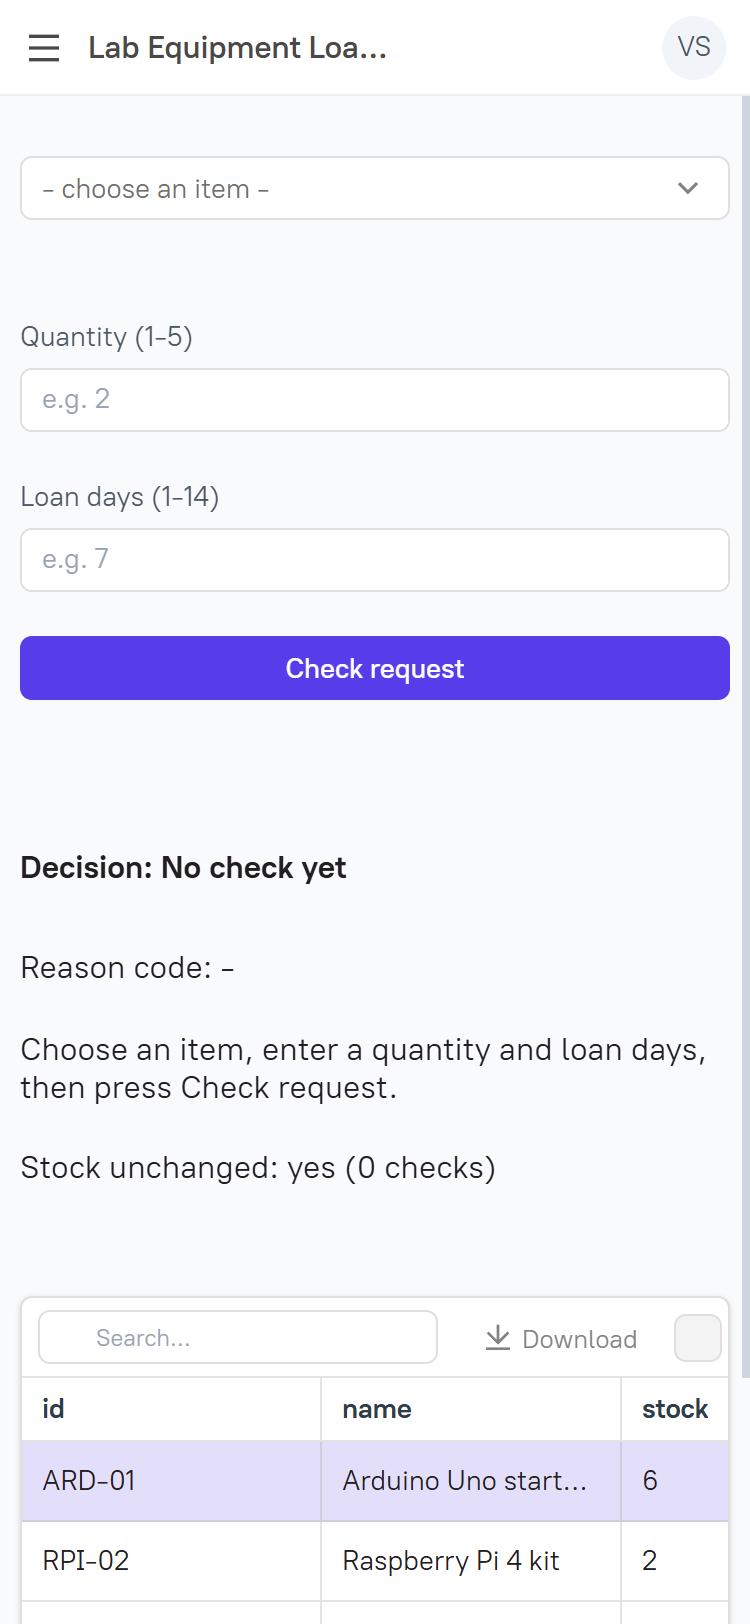 Lab Equipment Loa...
VS
- choose an item -
Quantity (1-5)
e.g. 2
Loan days (1-14)
e.g. 7
Check request
Decision: No check yet
Reason code: -
Choose an item, enter a quantity and loan days,
then press Check request.
Stock unchanged: yes (0 checks)
Search...
Download
id name stock
ARD-01 Arduino Uno start... 6
RPI-02 Raspberry Pi 4 kit 2